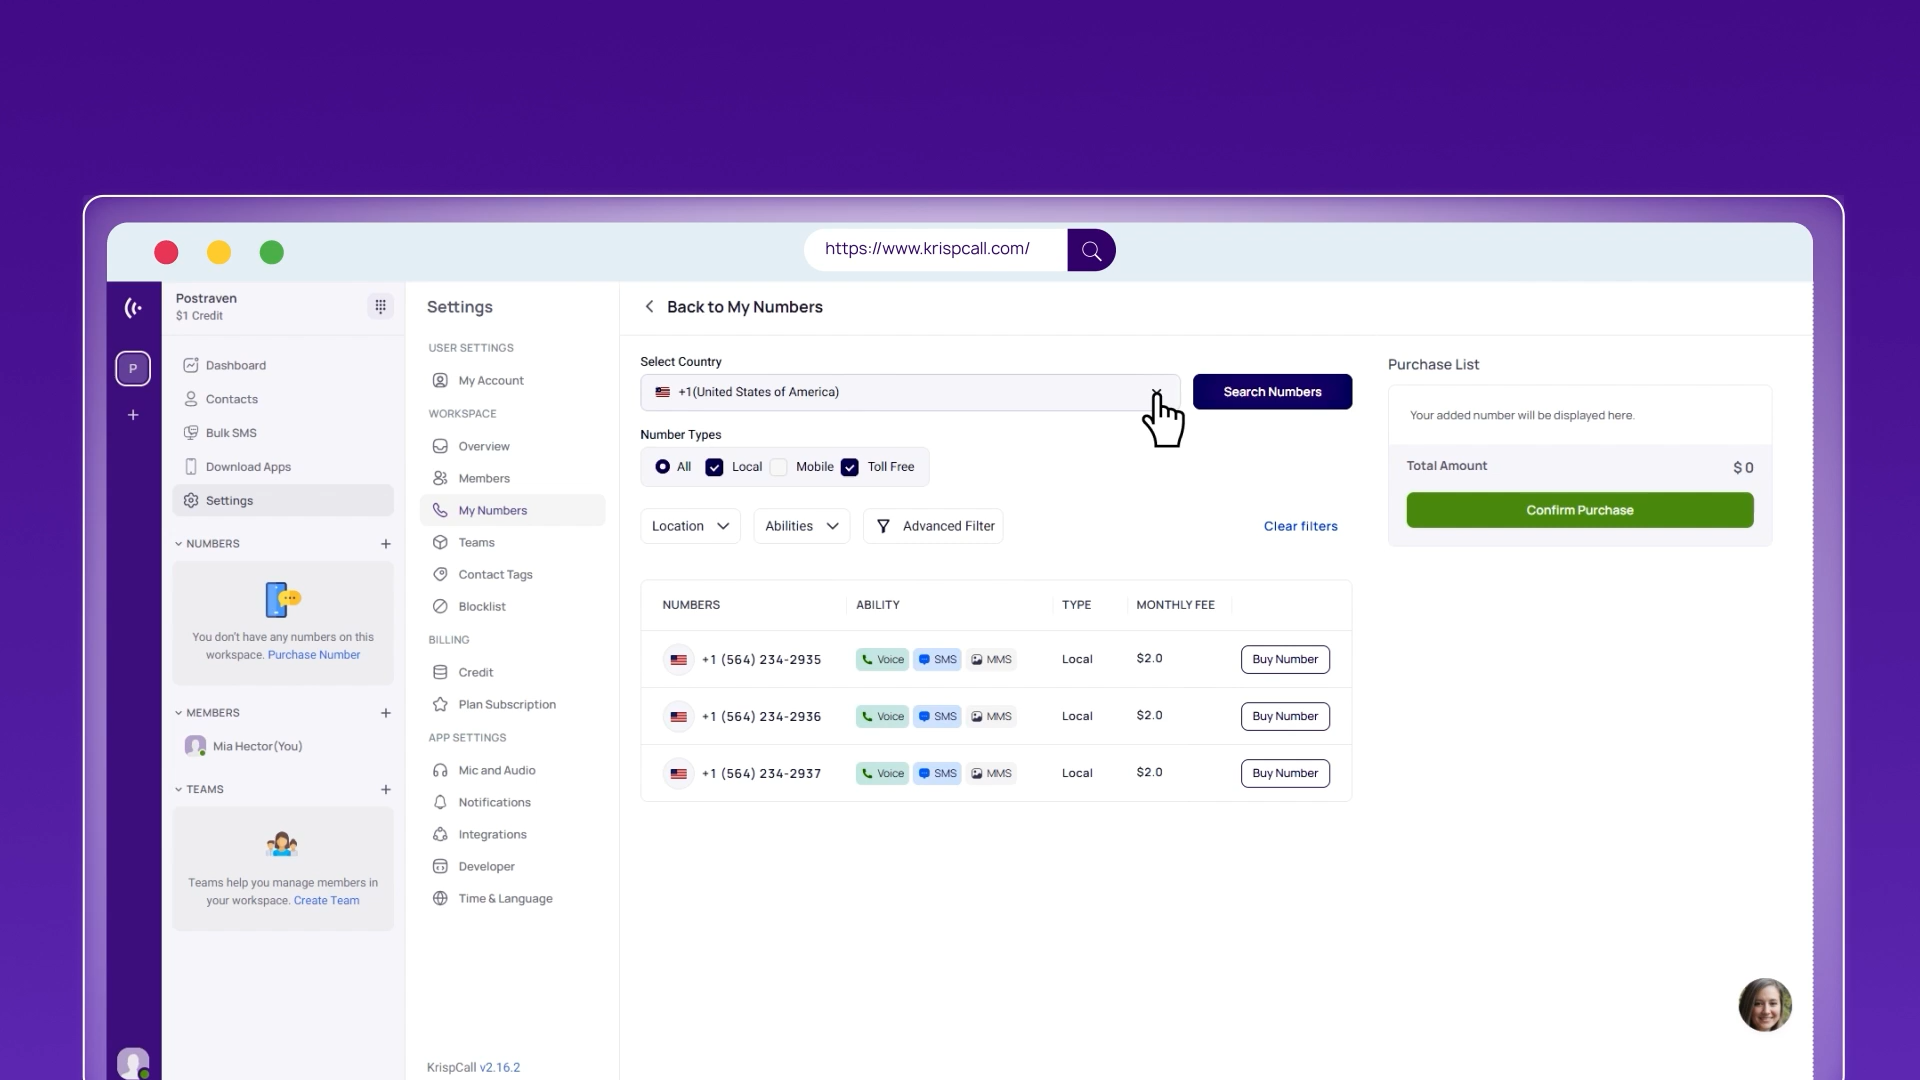 https://www.krispcall.com/
Postraven
$1 Credit
P
Dashboard
Contacts
Bulk SMS
Download Apps
Settings
NUMBERS
You don't have any numbers on this
workspace. Purchase Number
MEMBERS
Mia Hector(You)
TEAMS
Teams help you manage members in
your workspace. Create Team
Settings
USER SETTINGS
My Account
WORKSPACE
Overview
Members
My Numbers
Teams
Contact Tags
Blocklist
BILLING
Credit
Plan Subscription
APP SETTINGS
Mic and Audio
Notifications
Integrations
Developer
Time & Language
KrispCall v2.16.2
Back to My Numbers
Select Country
+1(United States of America)
Search Numbers
Number Types
All Local Mobile Toll Free
Location Abilities Advanced Filter Clear filters
NUMBERS ABILITY TYPE MONTHLY FEE
+1 (564) 234-2935 Voice SMS MMS Local $2.0 Buy Number
+1 (564) 234-2936 Voice SMS MMS Local $2.0 Buy Number
+1 (564) 234-2937 Voice SMS MMS Local $2.0 Buy Number
Purchase List
Your added number will be displayed here.
Total Amount $ 0
Confirm Purchase